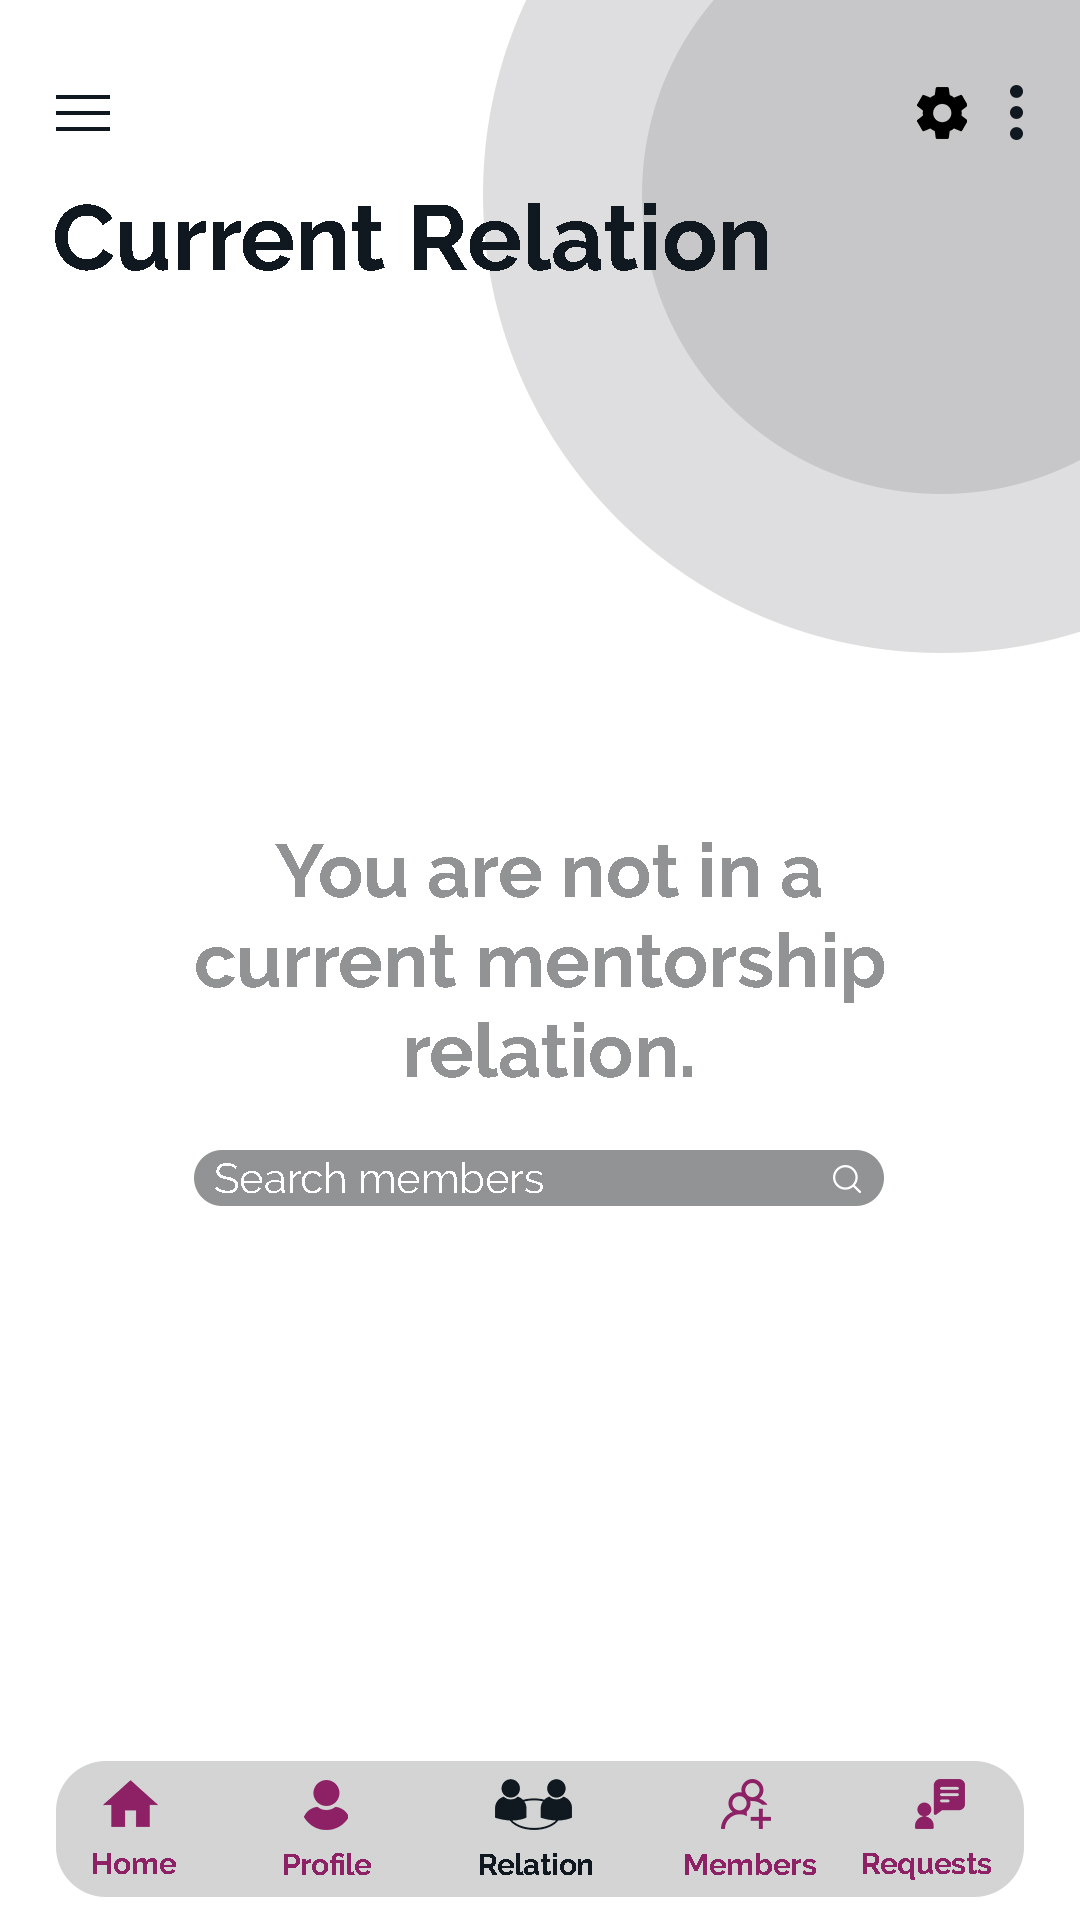 Current Relation
You are not in a
current mentorship
relation.
Search members
Home
Profile
Relation
Members
Requests